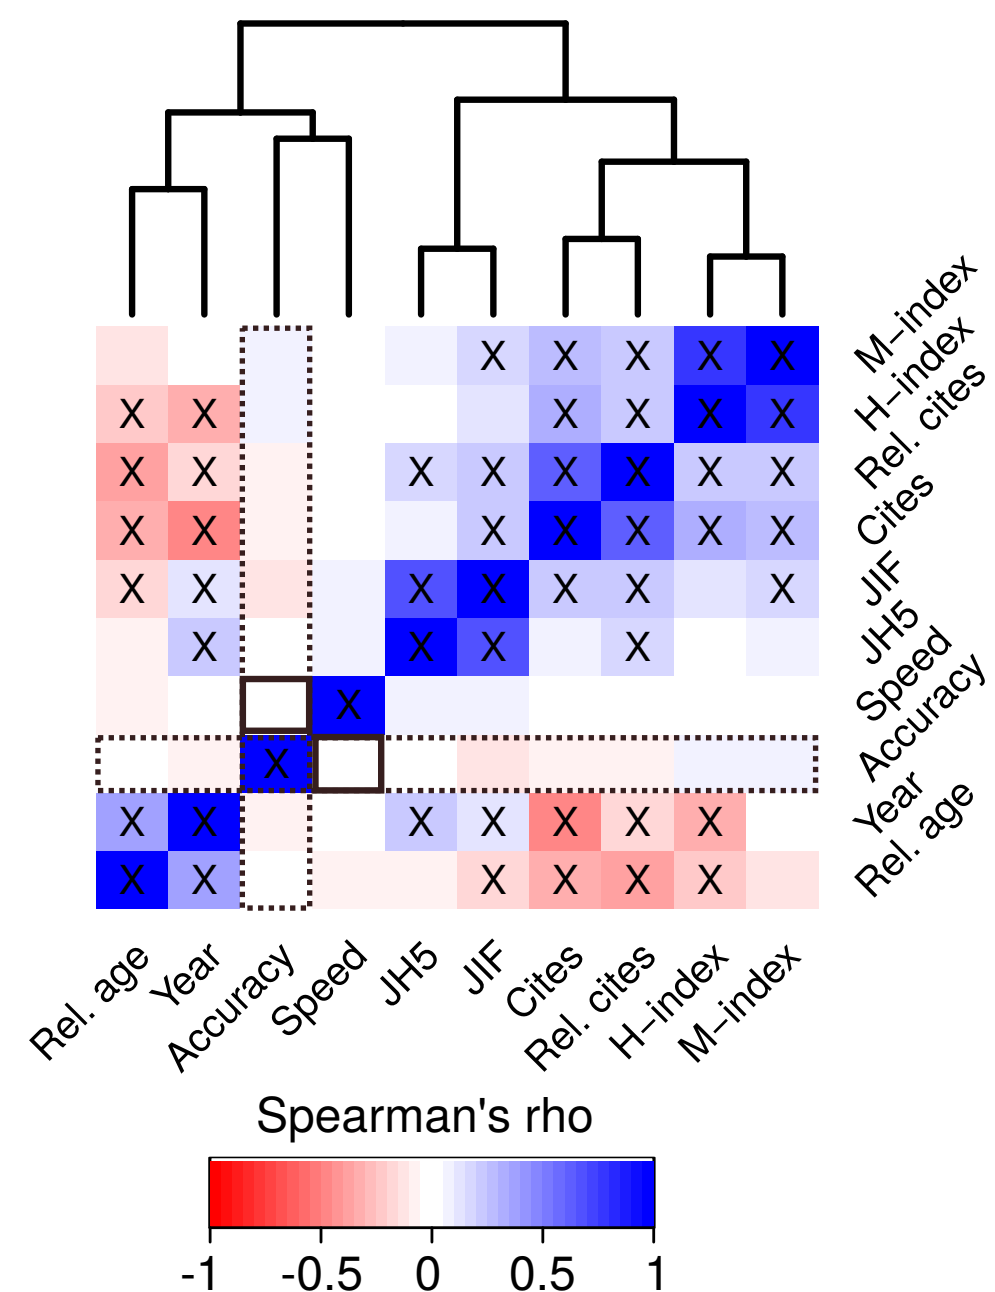 M-index
H-index
Rel. cites
Cites
JIF
JH5
Speed
Accuracy
Year
Rel. age
X X X X X
X X X X X X
X X X X X X X X
X X X X X X X
X X X X X X X
X X X X
X
X
X X X X X X X
X X X X X X
Rel. age Year Accuracy Speed JH5 JIF Cites Rel. cites H-index M-index
Spearman's rho
-1 -0.5 0 0.5 1